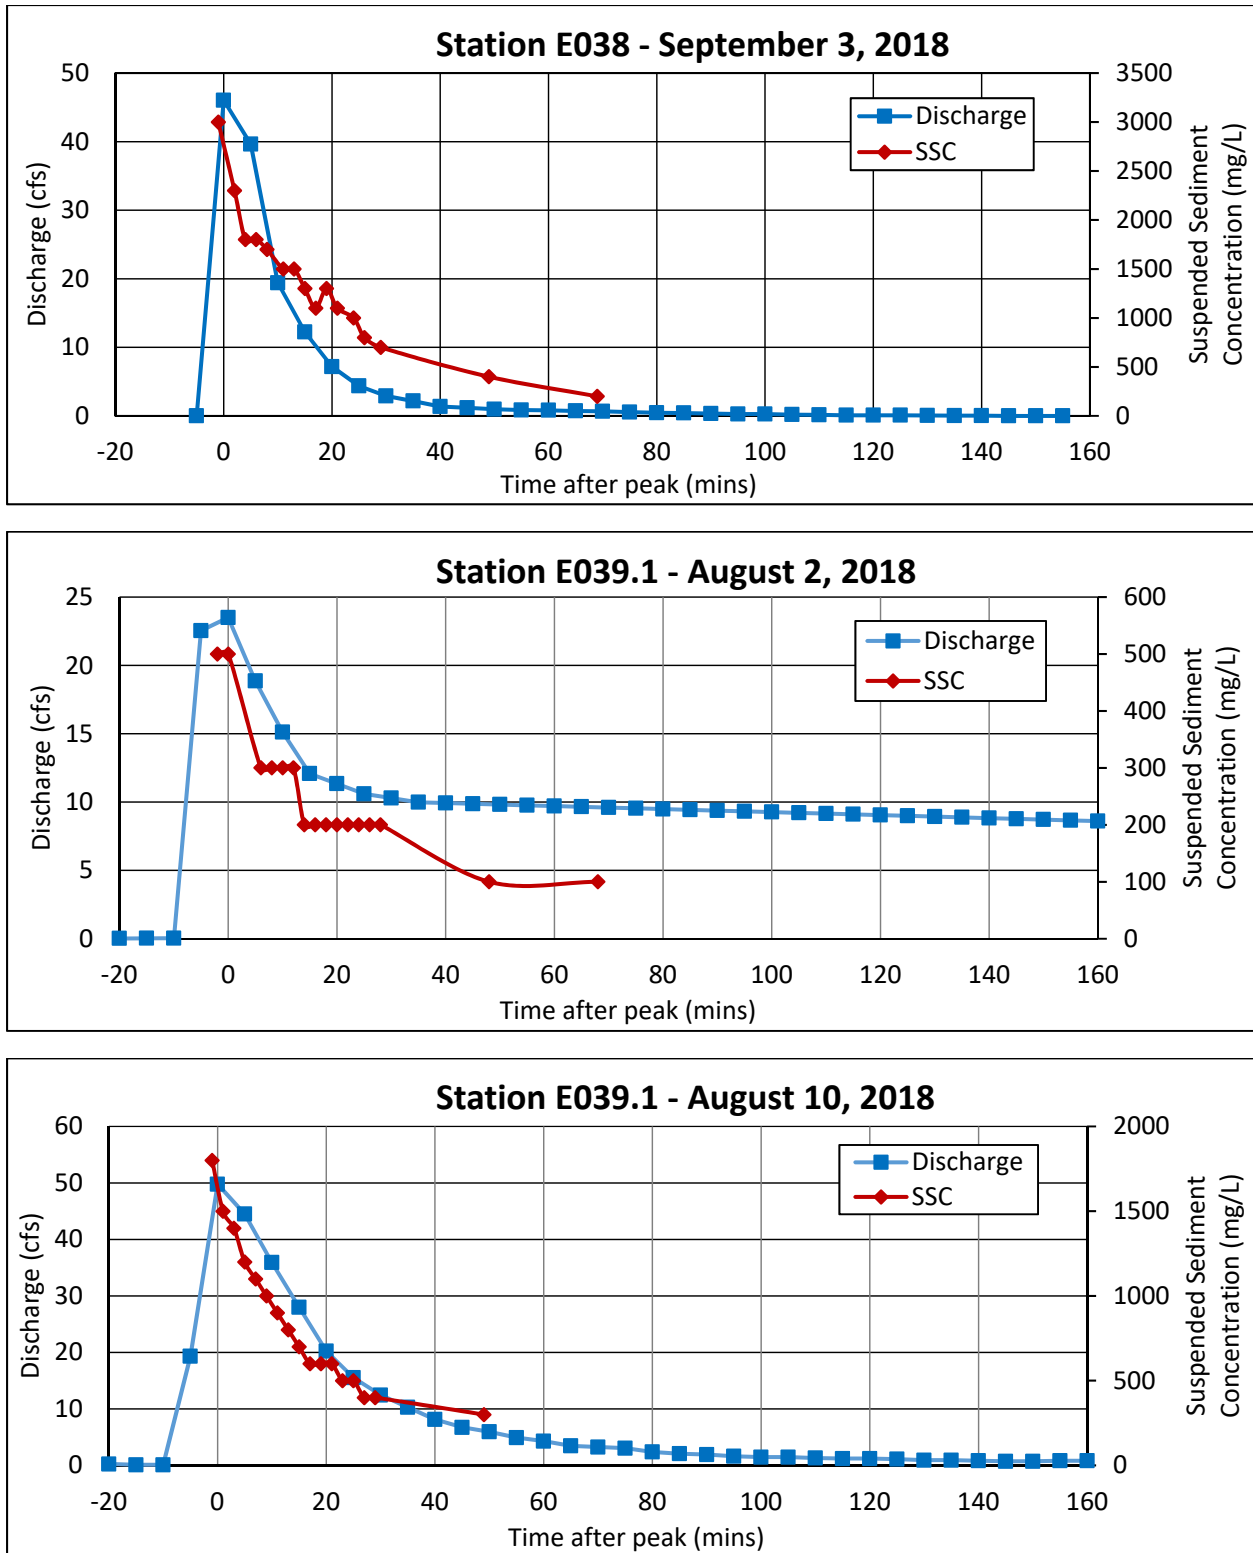 Station E038 - September 3, 2018
50
40
30
20
10
0
Discharge (cfs)
3500
3000
2500
2000
1500
1000
500
0
Suspended Sediment
Concentration (mg/L)
Discharge
SSC
-20 0 20 40 60 80 100 120 140 160
Time after peak (mins)
Station E039.1 - August 2, 2018
25
20
15
10
5
0
Discharge (cfs)
600
500
400
300
200
100
0
Suspended Sediment
Concentration (mg/L)
Discharge
SSC
-20 0 20 40 60 80 100 120 140 160
Time after peak (mins)
Station E039.1 - August 10, 2018
60
50
40
30
20
10
0
Discharge (cfs)
2000
1500
1000
500
0
Suspended Sediment
Concentration (mg/L)
Discharge
SSC
-20 0 20 40 60 80 100 120 140 160
Time after peak (mins)